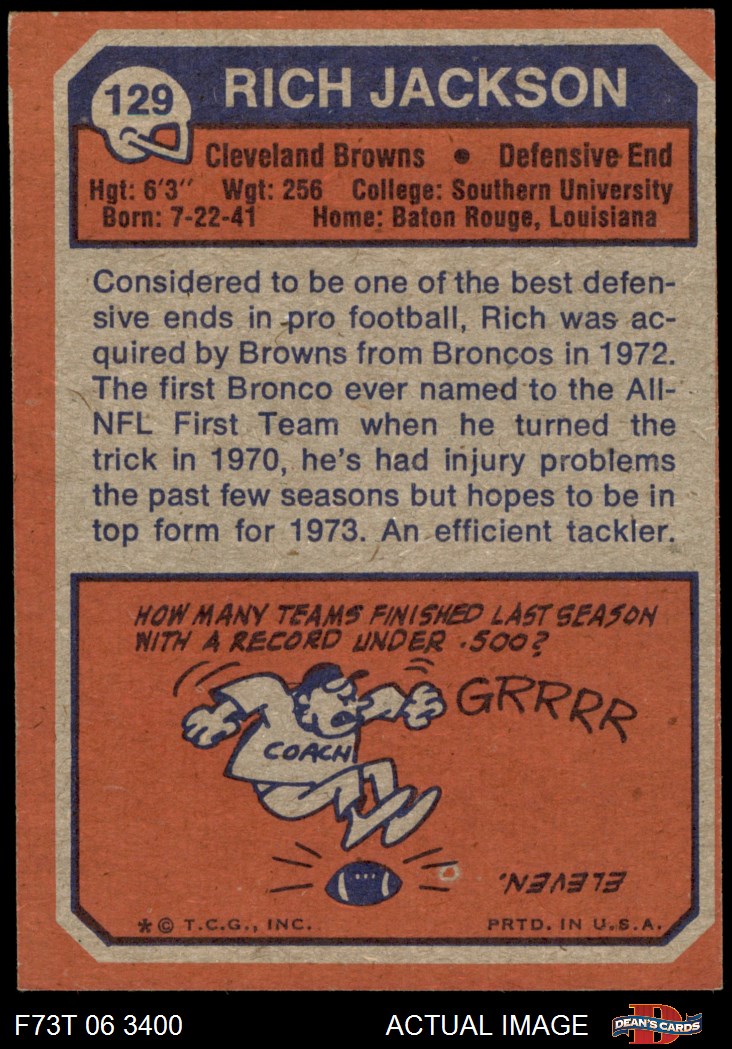 129
RICH JACKSON
Cleveland Browns • Defensive End
Hgt: 6'3" Wgt: 256 College: Southern University
Born: 7-22-41 Home: Baton Rouge, Louisiana
Considered to be one of the best defen-
sive ends in pro football, Rich was ac-
quired by Browns from Broncos in 1972.
The first Bronco ever named to the All-
NFL First Team when he turned the
trick in 1970, he's had injury problems
the past few seasons but hopes to be in
top form for 1973. An efficient tackler.
HOW MANY TEAMS FINISHED LAST SEASON
WITH A RECORD UNDER .500?
GRRRR
COACH
ELEVEN.
* © T.C.G., INC. PRTD. IN U.S.A.
F73T 06 3400 ACTUAL IMAGE D DEAN'S CARDS